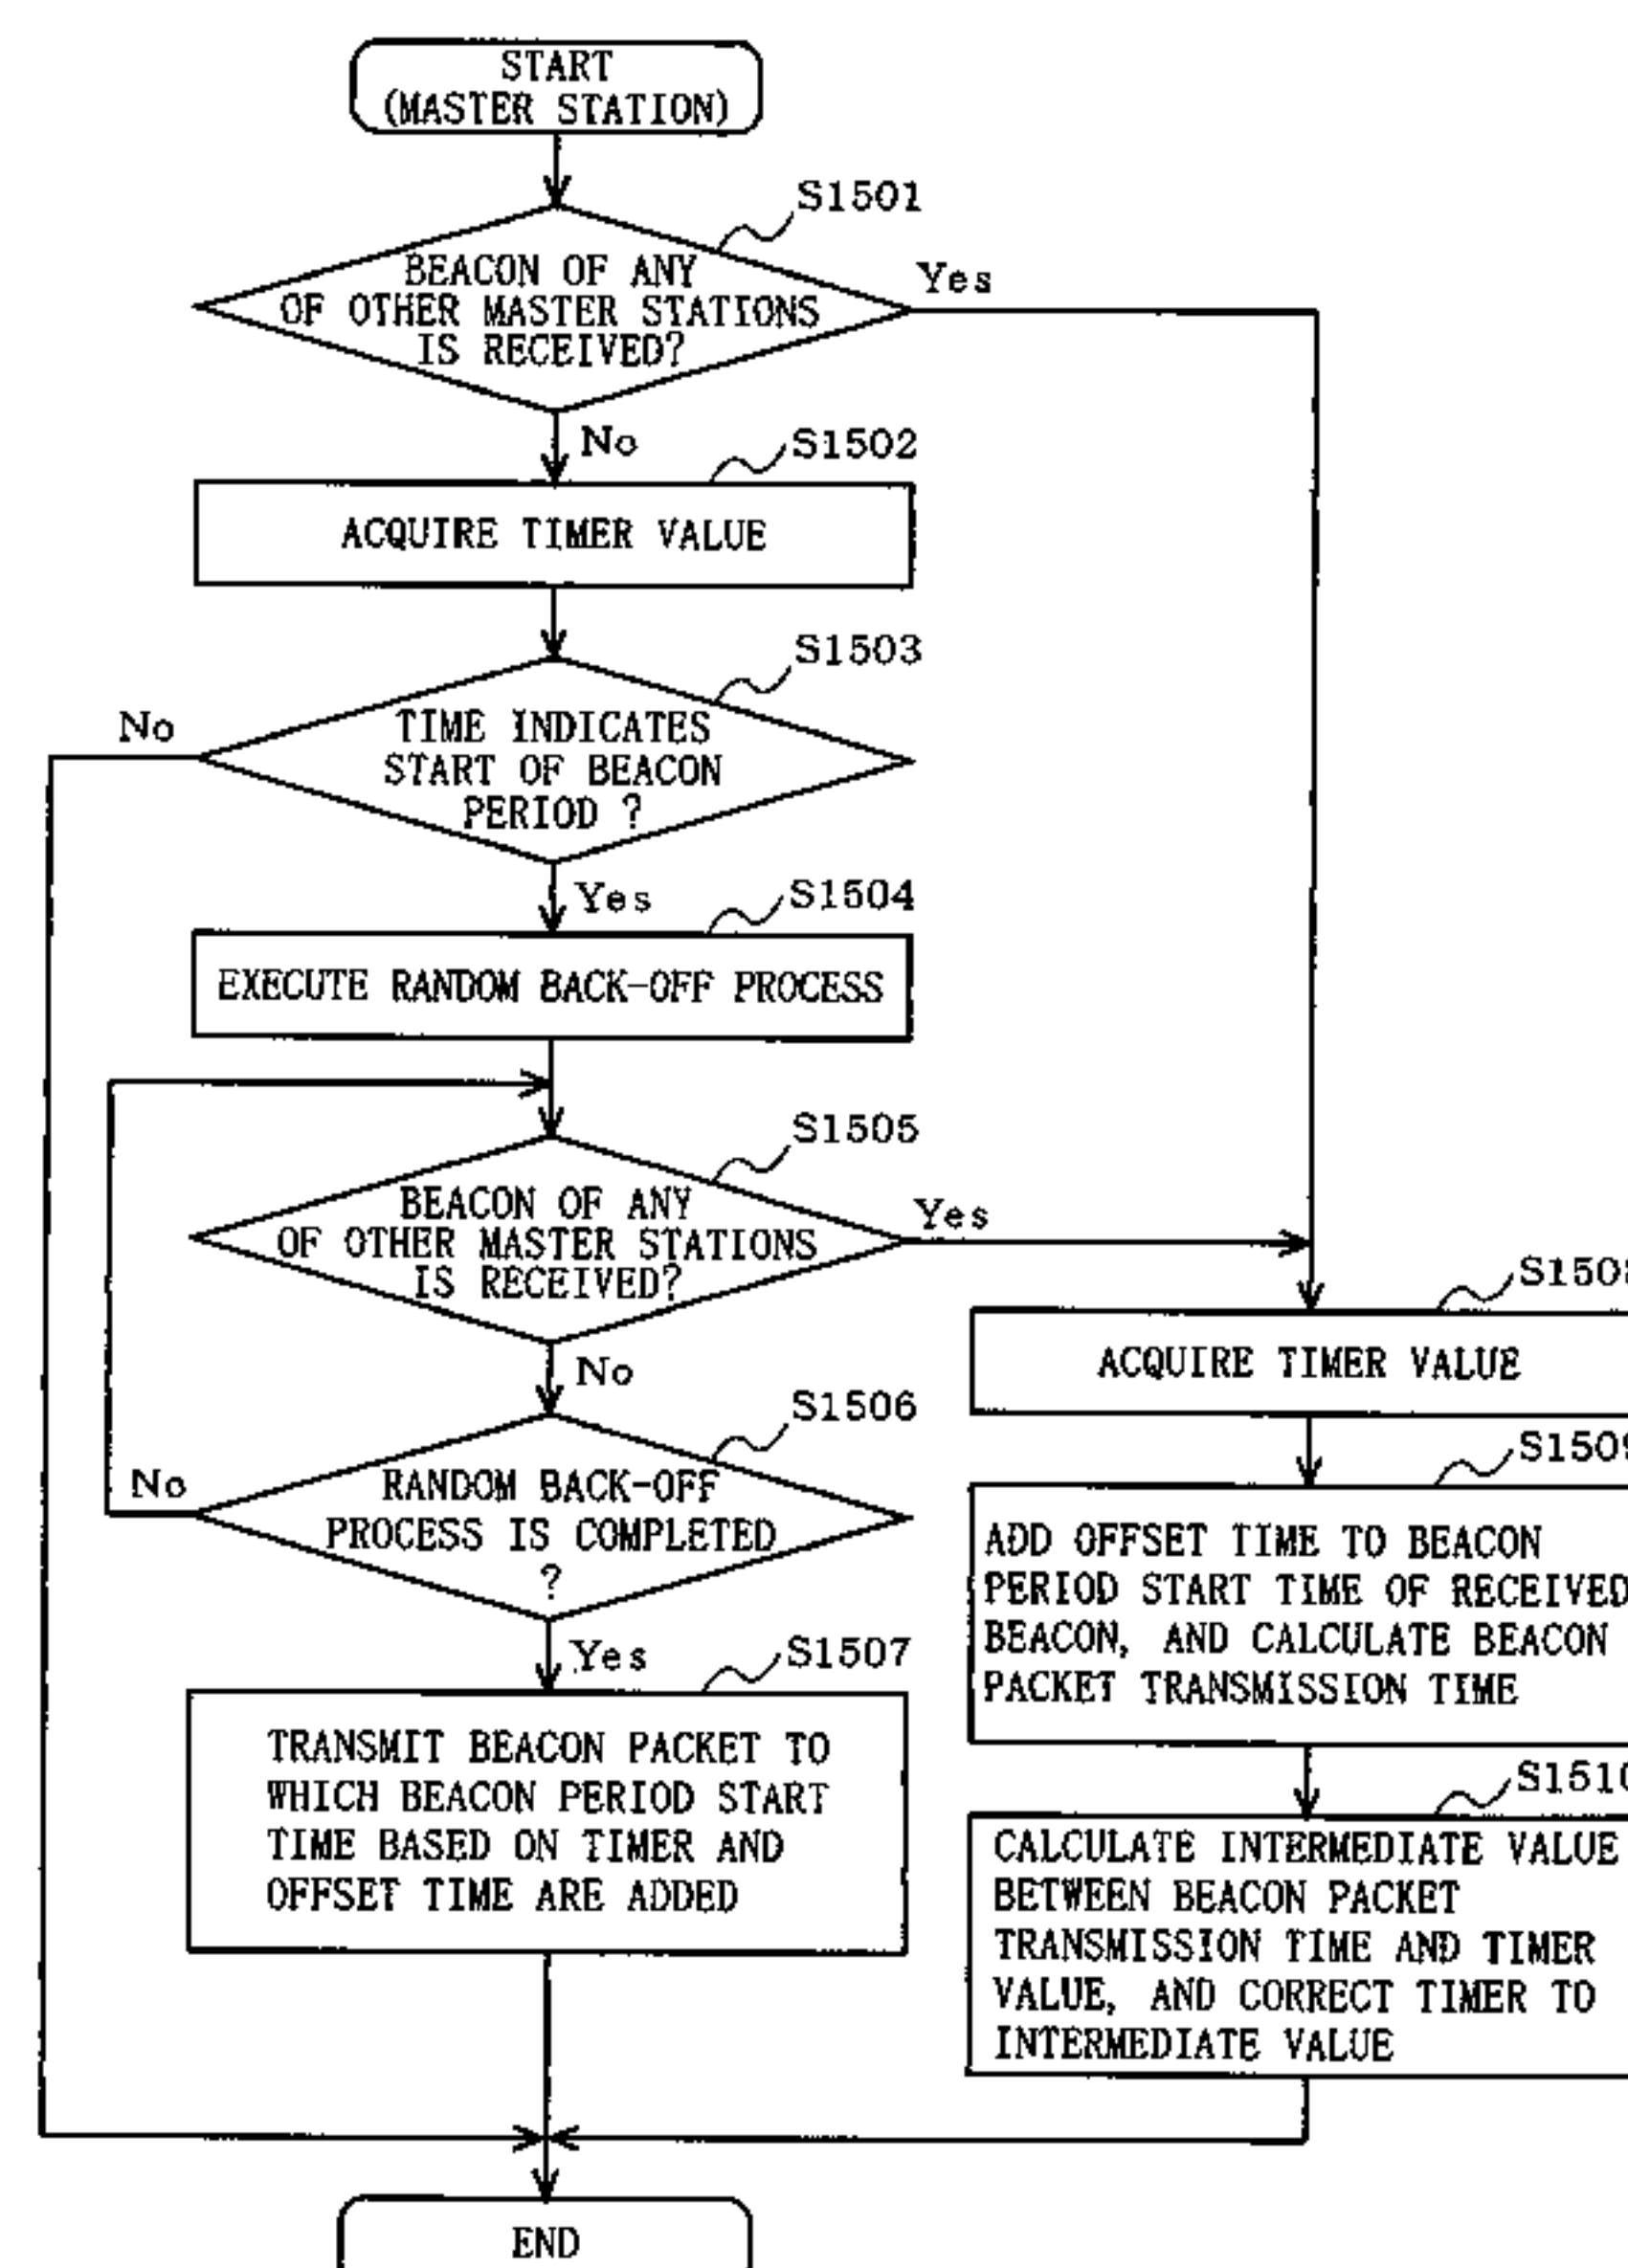 START
(MASTER STATION)
S1501
BEACON OF ANY
OF OTHER MASTER STATIONS
IS RECEIVED?
Yes
No
S1502
ACQUIRE TIMER VALUE
S1503
TIME INDICATES
START OF BEACON
PERIOD ?
No
Yes
S1504
EXECUTE RANDOM BACK-OFF PROCESS
S1505
BEACON OF ANY
OF OTHER MASTER STATIONS
IS RECEIVED?
Yes
No
S1506
RANDOM BACK-OFF
PROCESS IS COMPLETED
?
No
Yes
S1507
TRANSMIT BEACON PACKET TO
WHICH BEACON PERIOD START
TIME BASED ON TIMER AND
OFFSET TIME ARE ADDED
S1508
ACQUIRE TIMER VALUE
S1509
ADD OFFSET TIME TO BEACON
PERIOD START TIME OF RECEIVED
BEACON, AND CALCULATE BEACON
PACKET TRANSMISSION TIME
S1510
CALCULATE INTERMEDIATE VALUE
BETWEEN BEACON PACKET
TRANSMISSION TIME AND TIMER
VALUE, AND CORRECT TIMER TO
INTERMEDIATE VALUE
END